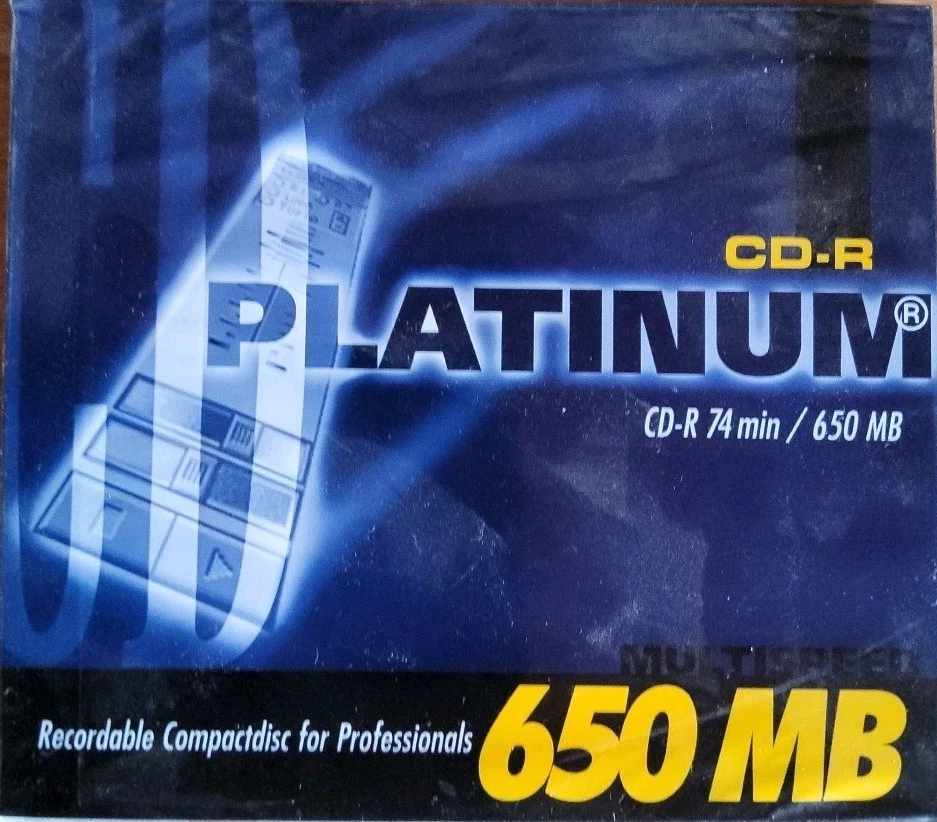 CD-R
PLATINUM®
CD-R 74 min / 650 MB
MULTISPEED
Recordable Compactdisc for Professionals
650 MB